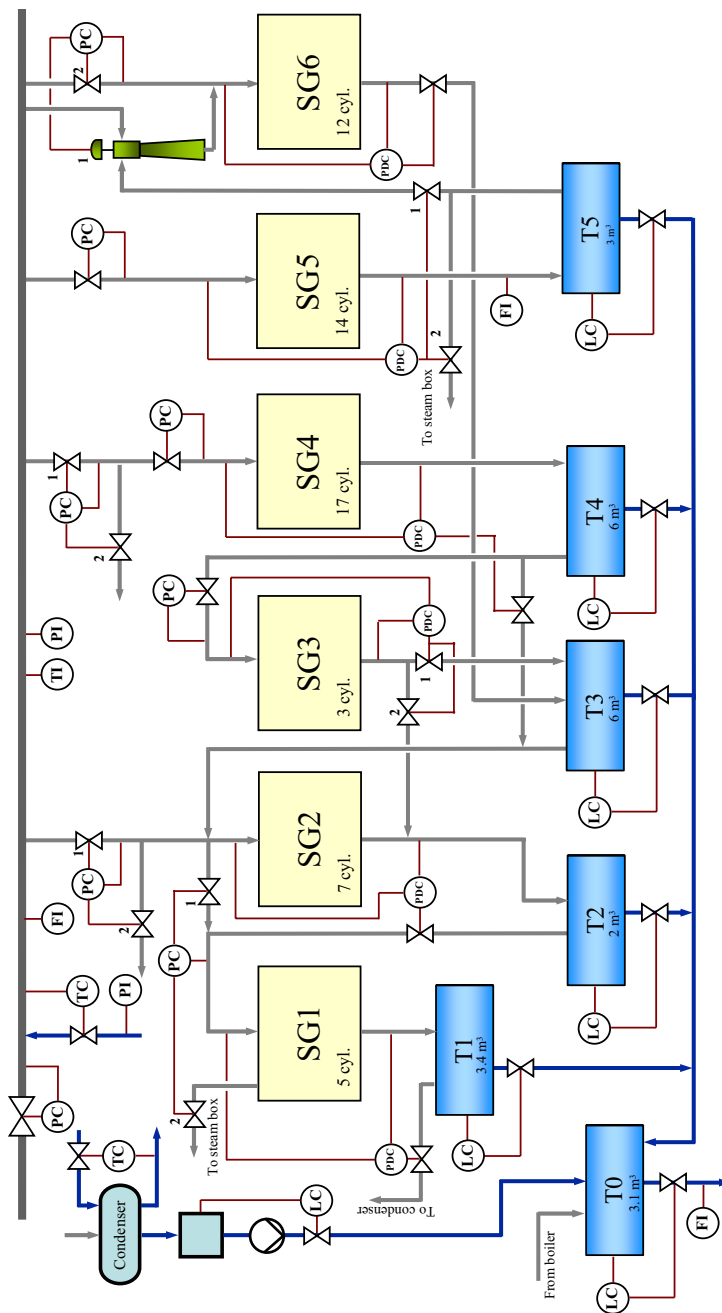 PC
TC
Condenser
LC
TC
PI
FI
PC
1
2
TI
PI
PC
1
2
PC
PC
PC
2
1
PC
1
2
To steam box
SG1
5 cyl.
PDC
To condenser
T1
3.4 m³
LC
SG2
7 cyl.
PDC
PC
SG3
3 cyl.
PDC
1
2
SG4
17 cyl.
PDC
SG5
14 cyl.
PDC
1
2
To steam box
FI
SG6
12 cyl.
PDC
From boiler
T0
3.1 m³
LC
FI
T2
2 m³
LC
T3
6 m³
LC
T4
6 m³
LC
T5
3 m³
LC